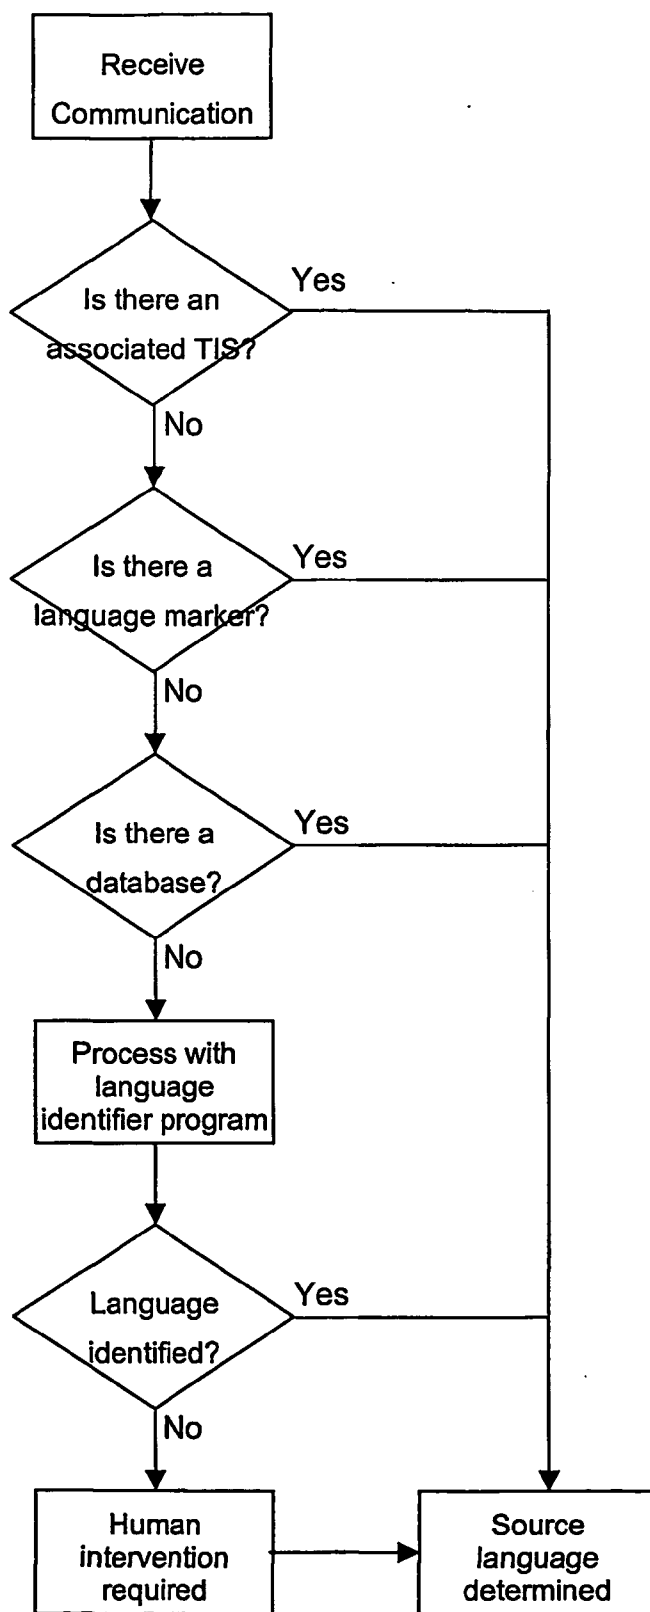 Receive
Communication
Yes
Is there an
associated TIS?
No
Yes
Is there a
language marker?
No
Yes
Is there a
database?
No
Process with
language
identifier program
Yes
Language
identified?
No
Human
intervention
required
Source
language
determined